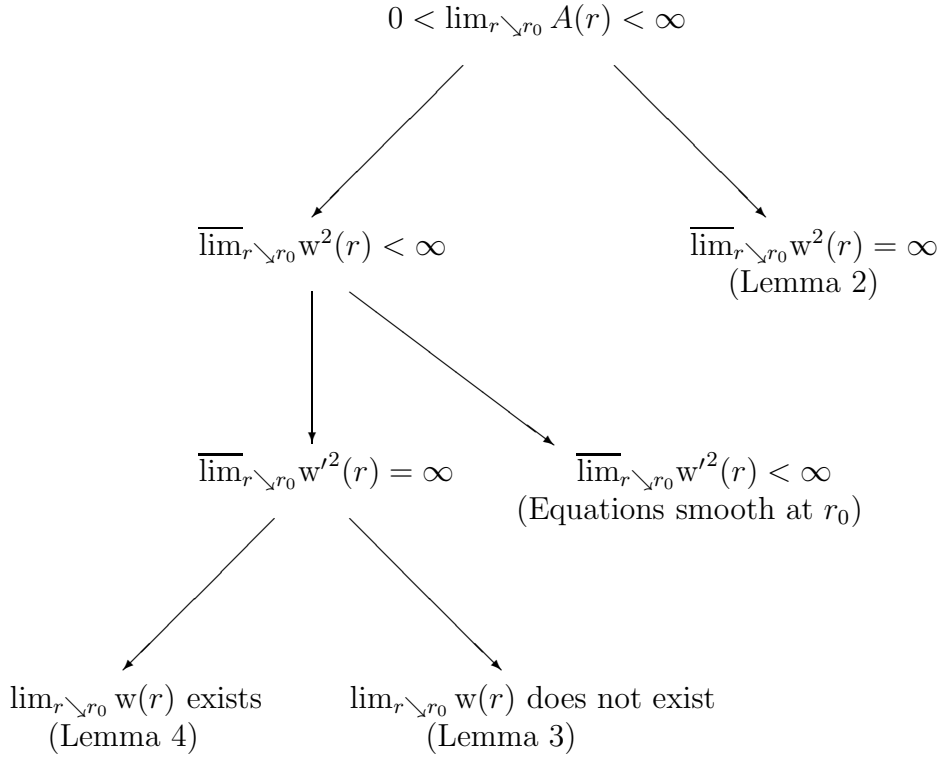 0 < lim_{r↘r_0} A(r) < ∞
\overline{lim}_{r↘r_0} w^2(r) < ∞
\overline{lim}_{r↘r_0} w^2(r) = ∞
(Lemma 2)
\overline{lim}_{r↘r_0} w'^2(r) = ∞
\overline{lim}_{r↘r_0} w'^2(r) < ∞
(Equations smooth at r_0)
lim_{r↘r_0} w(r) exists
(Lemma 4)
lim_{r↘r_0} w(r) does not exist
(Lemma 3)